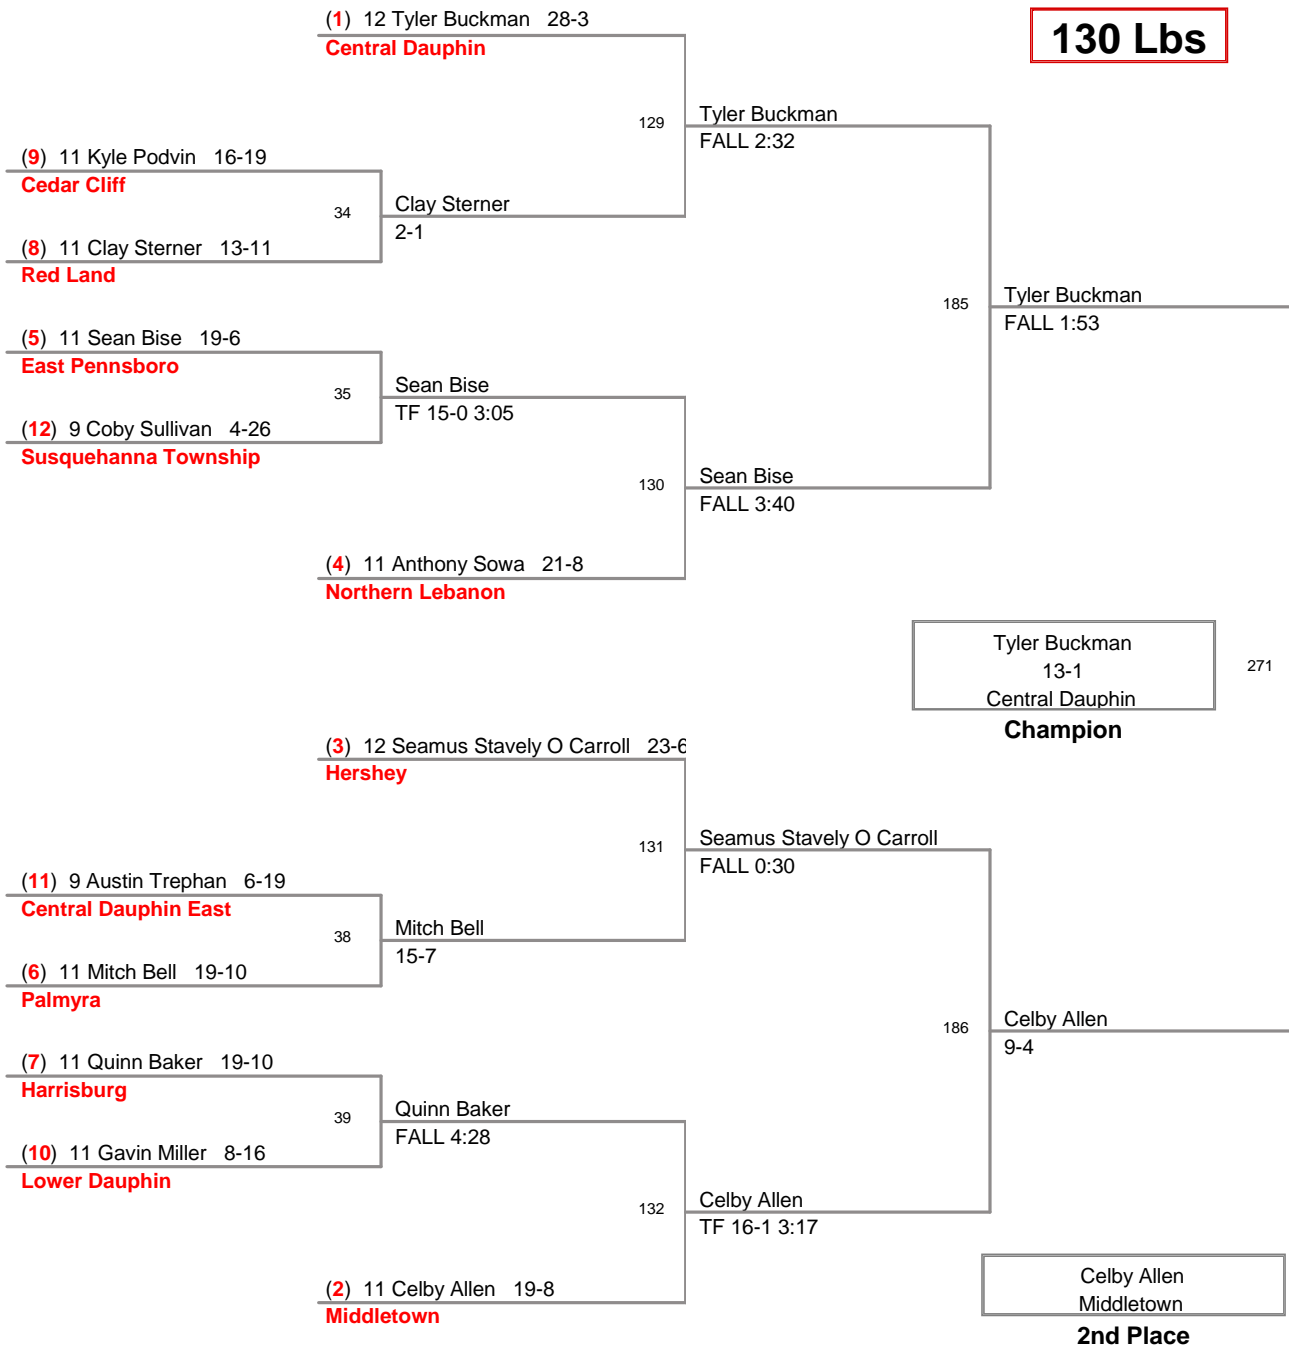 (1) 12 Tyler Buckman 28-3
Central Dauphin
130 Lbs
129
Tyler Buckman
FALL 2:32
(9) 11 Kyle Podvin 16-19
Cedar Cliff
34
Clay Sterner
2-1
(8) 11 Clay Sterner 13-11
Red Land
185
Tyler Buckman
FALL 1:53
(5) 11 Sean Bise 19-6
East Pennsboro
35
Sean Bise
TF 15-0 3:05
(12) 9 Coby Sullivan 4-26
Susquehanna Township
130
Sean Bise
FALL 3:40
(4) 11 Anthony Sowa 21-8
Northern Lebanon
Tyler Buckman
13-1
Central Dauphin
271
Champion
(3) 12 Seamus Stavely O Carroll 23-6
Hershey
131
Seamus Stavely O Carroll
FALL 0:30
(11) 9 Austin Trephan 6-19
Central Dauphin East
38
Mitch Bell
15-7
(6) 11 Mitch Bell 19-10
Palmyra
186
Celby Allen
9-4
(7) 11 Quinn Baker 19-10
Harrisburg
39
Quinn Baker
FALL 4:28
(10) 11 Gavin Miller 8-16
Lower Dauphin
132
Celby Allen
TF 16-1 3:17
(2) 11 Celby Allen 19-8
Middletown
Celby Allen
Middletown
2nd Place